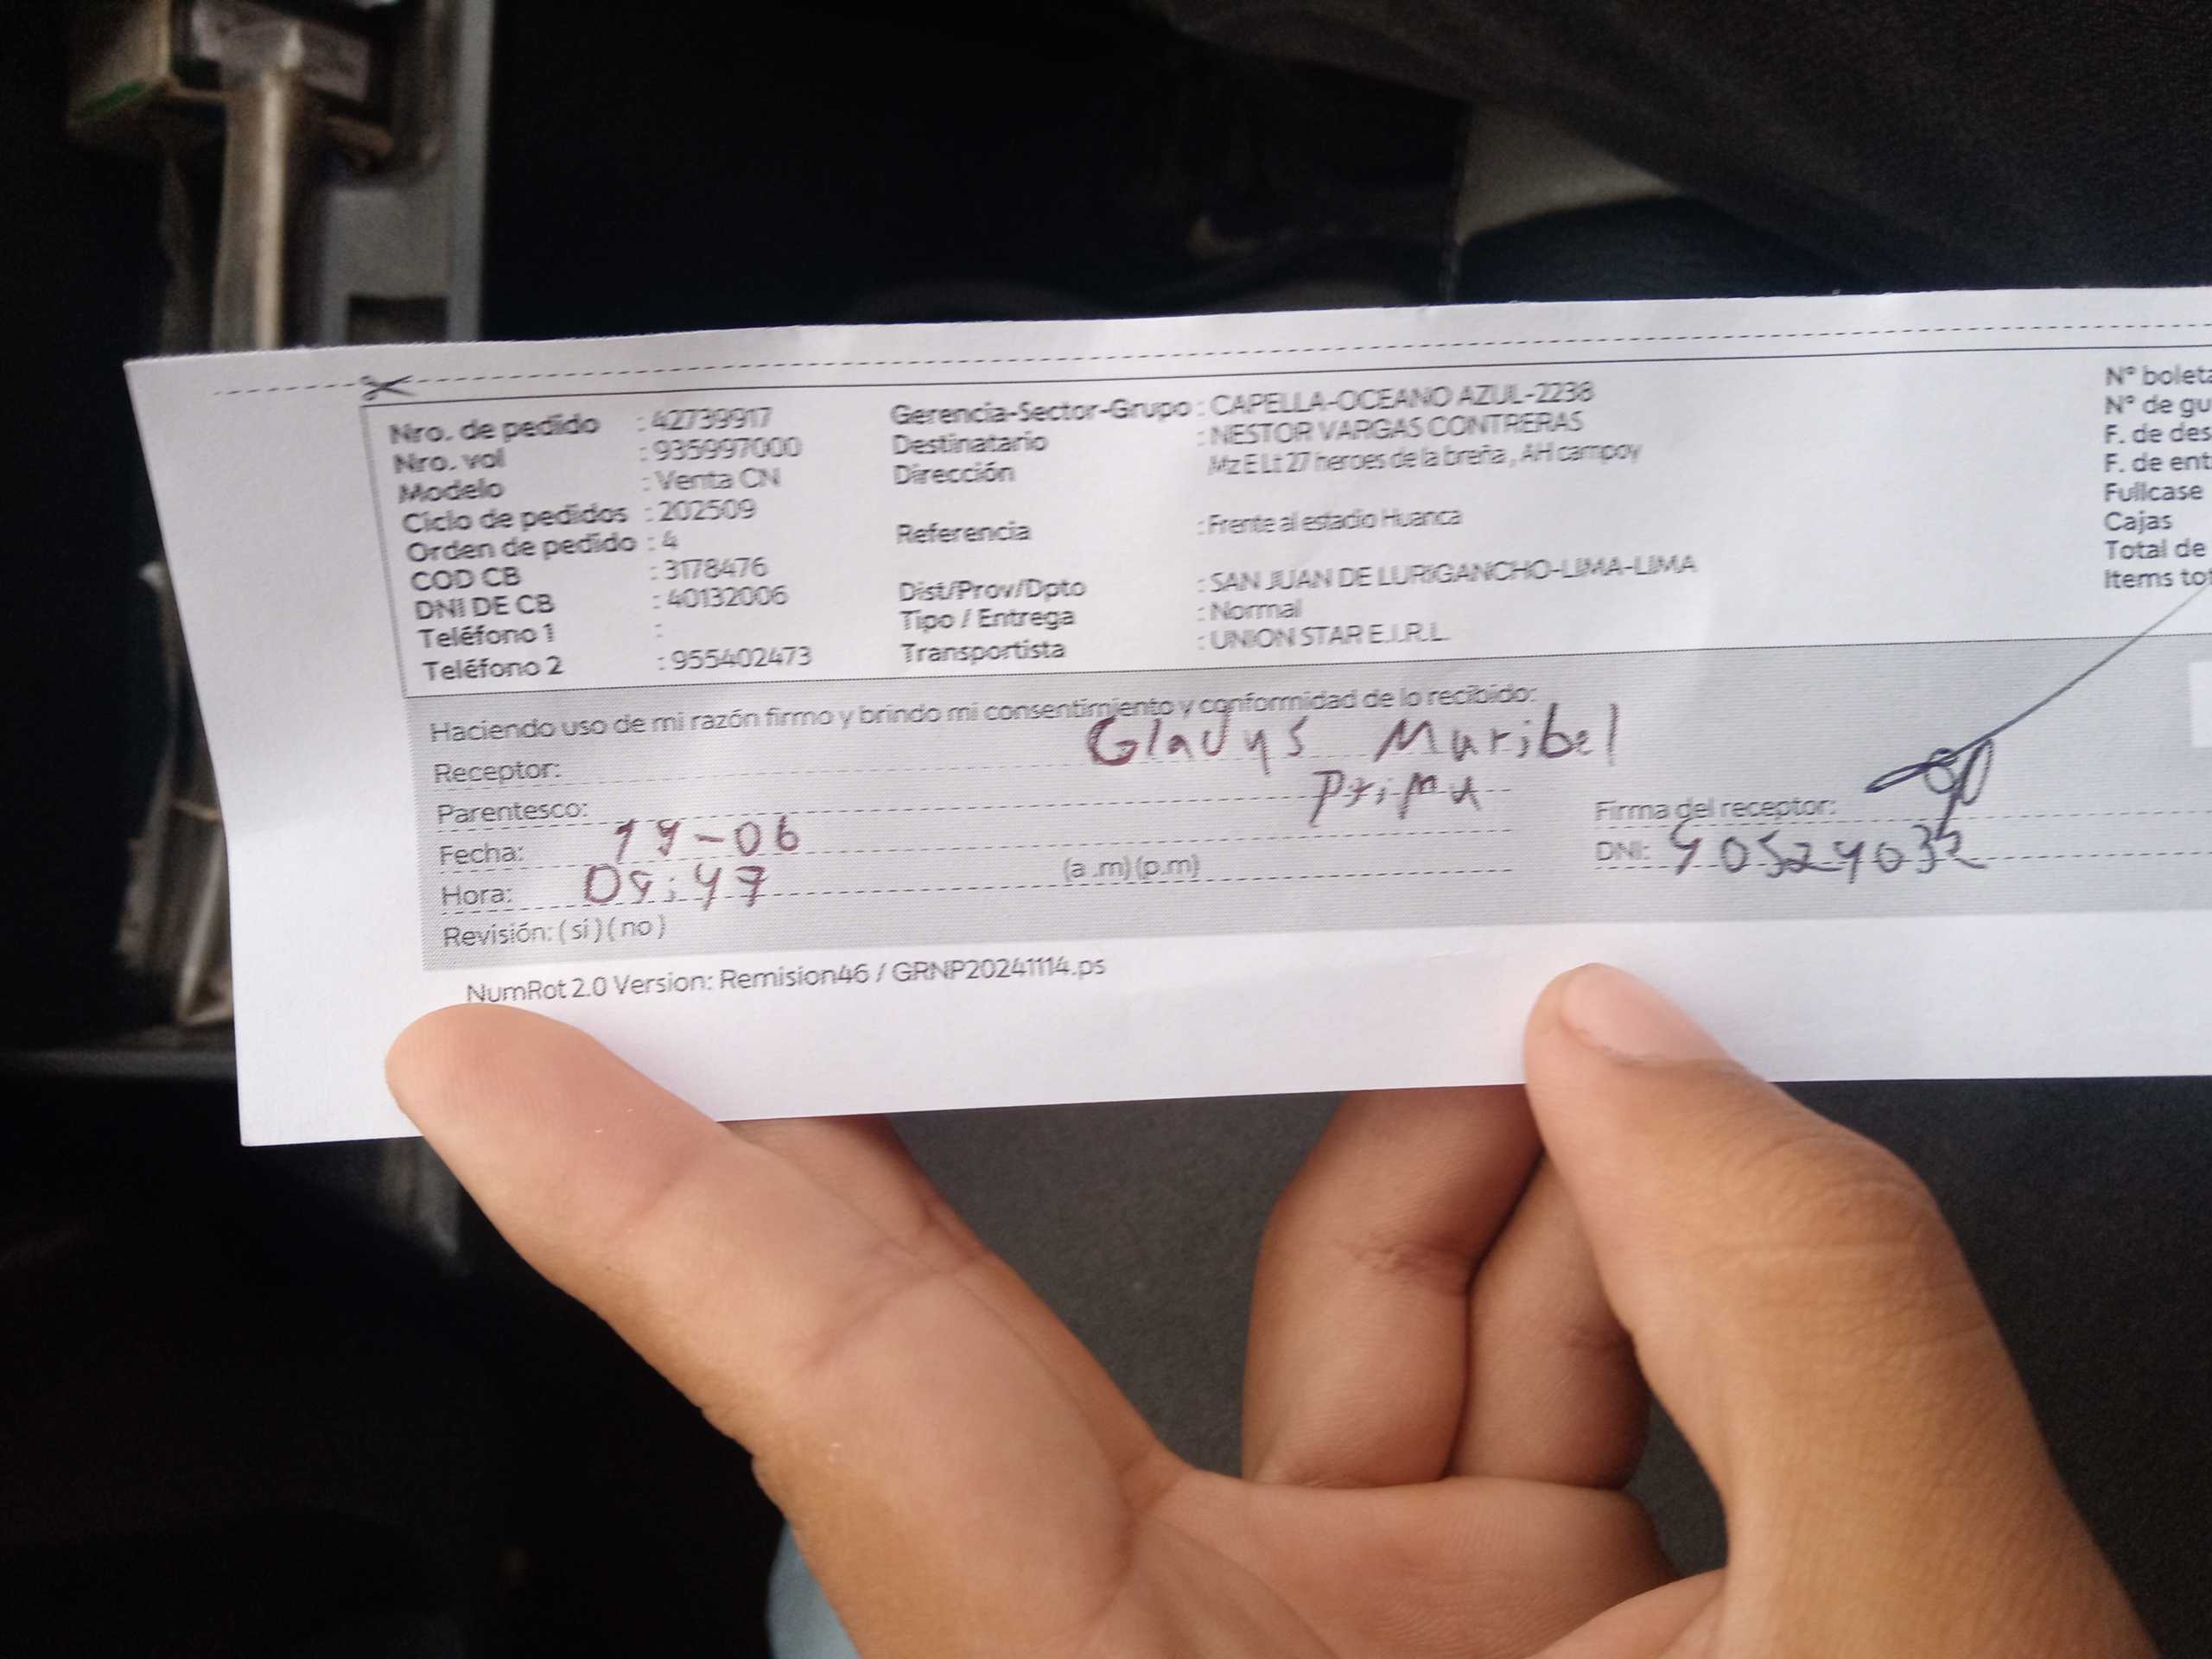 Nro. de pedido : 42739917
Nro. vol : 935997000
Modelo : Venta CN
Ciclo de pedidos : 202509
Orden de pedido : 4
COD CB : 3178476
DNI DE CB : 40132006
Teléfono 1 :
Teléfono 2 : 955402473
Gerencia-Sector-Grupo : CAPELLA-OCEANO AZUL-2238
Destinatario : NESTOR VARGAS CONTRERAS
Dirección Mz E Lt 27 heroes de la breña , AH campoy
Referencia : Frente al estadio Huanca
Dist/Prov/Dpto : SAN JUAN DE LURIGANCHO-LIMA-LIMA
Tipo / Entrega : Normal
Transportista : UNION STAR E.I.R.L.
N° boleta
N° de gu
F. de des
F. de ent
Fullcase
Cajas
Total de
Items tot
Haciendo uso de mi razón firmo y brindo mi consentimiento y conformidad de lo recibido:
Receptor: Gladys Maribel
Parentesco: Prima
Fecha: 19-06
Hora: 09:47 (a .m) (p.m)
Revisión: ( si ) ( no )
Firma del receptor:
DNI: 40524032
NumRot 2.0 Version: Remision46 / GRNP20241114.ps